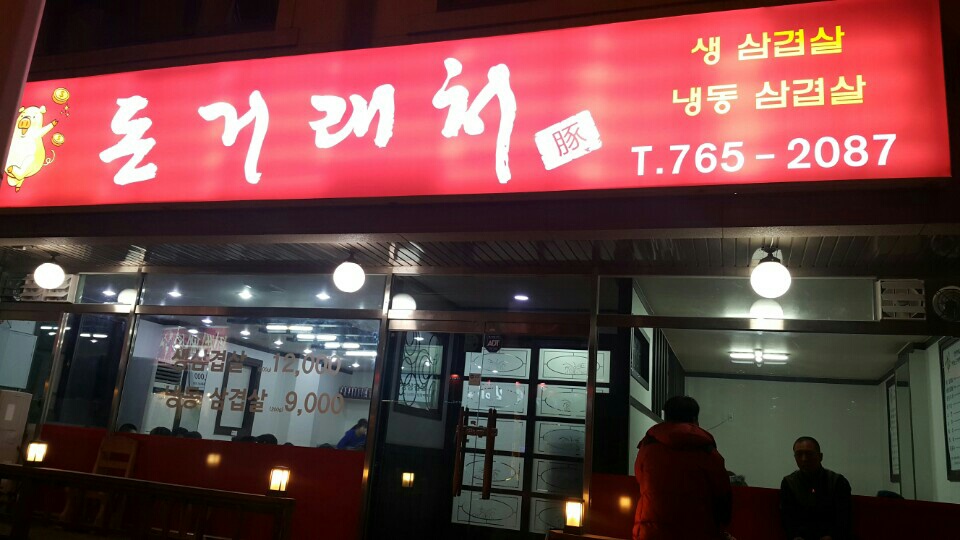 돈거래처
豚
생 삼겹살
냉동 삼겹살
T.765-2087
생삼겹살 12,000
냉동 삼겹살 9,000
ADT